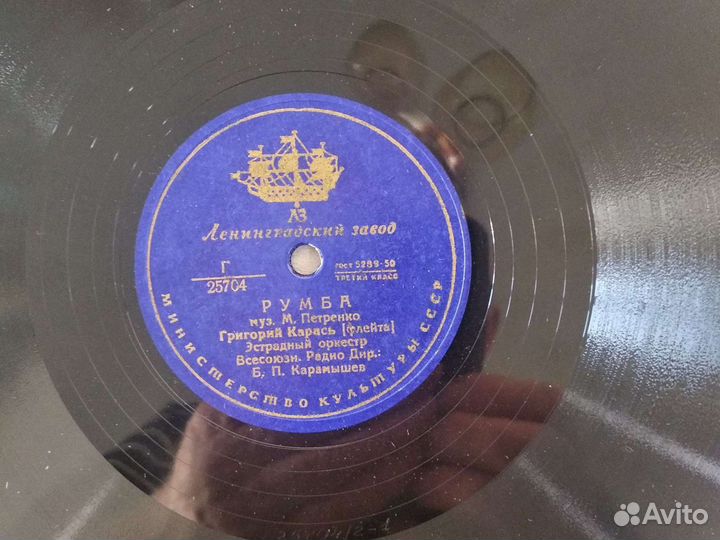 ЛЗ
Ленинградский завод
Г
25704
ГОСТ 5289-50
ТРЕТИЙ КЛАСС
РУМБА
муз. М. Петренко
Григорий Карась [флейта]
Эстрадный оркестр
Всесоюзн. Радио Дир.:
Б. П. Карамышев
МИНИСТЕРСТВО КУЛЬТУРЫ СССР
Avito